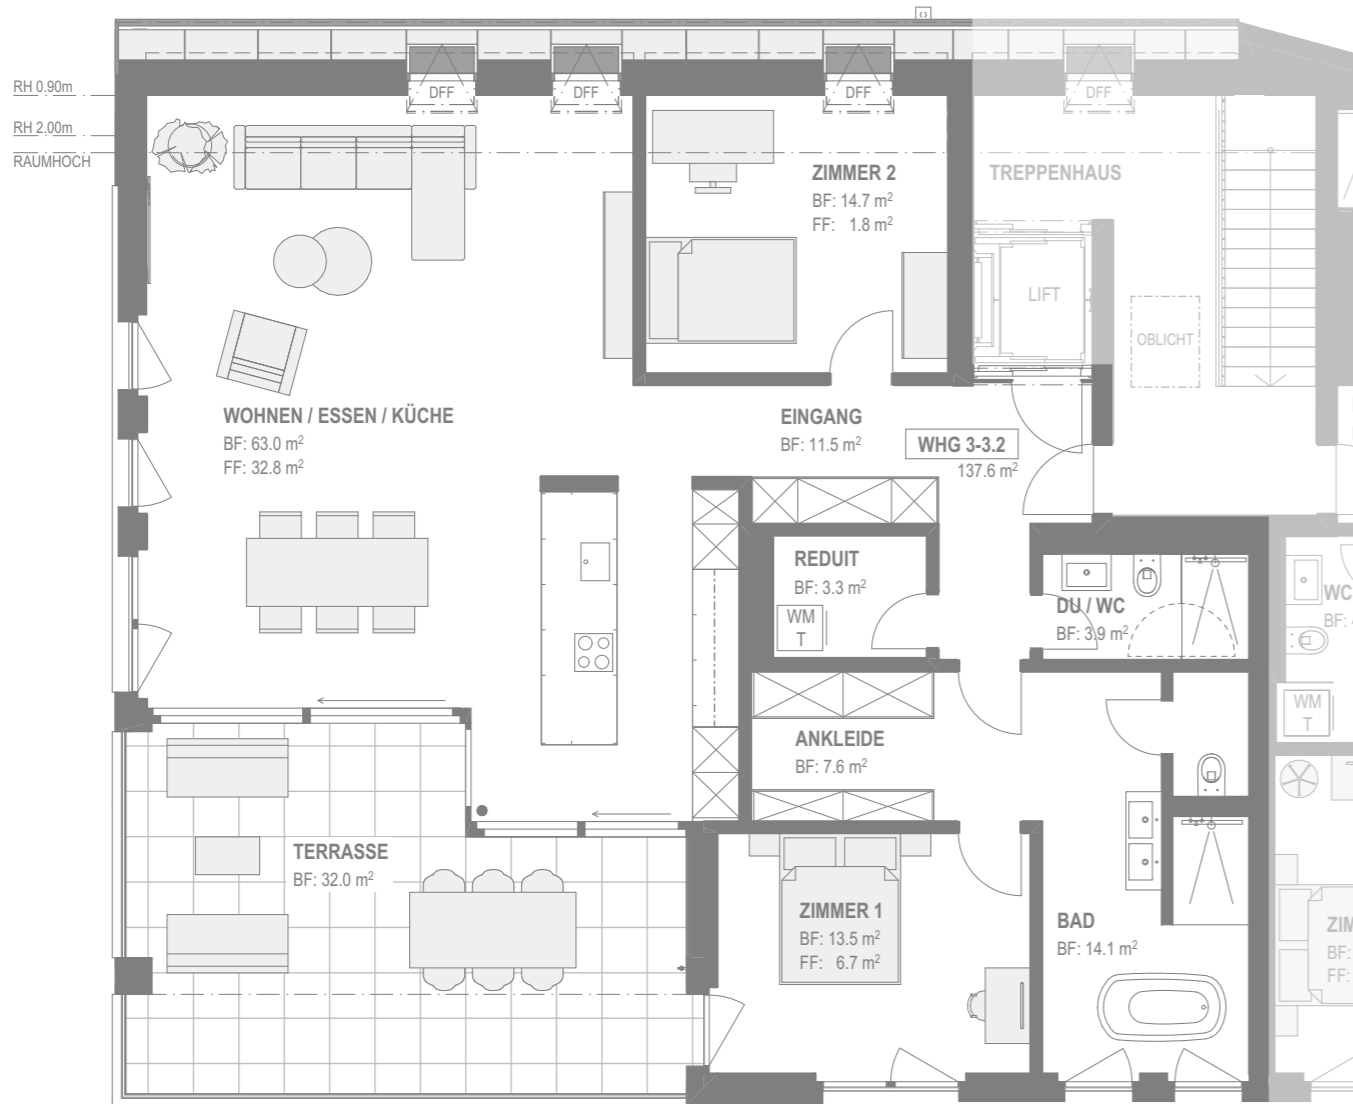 RH 0.90m
RH 2.00m
RAUMHOCH
DFF
DFF
DFF
DFF
ZIMMER 2
BF: 14.7 m²
FF: 1.8 m²
TREPPENHAUS
LIFT
OBLICHT
WOHNEN / ESSEN / KÜCHE
BF: 63.0 m²
FF: 32.8 m²
EINGANG
BF: 11.5 m²
WHG 3-3.2
137.6 m²
REDUIT
BF: 3.3 m²
WM
T
DU / WC
BF: 3.9 m²
WC
BF:
WM
T
ANKLEIDE
BF: 7.6 m²
TERRASSE
BF: 32.0 m²
ZIMMER 1
BF: 13.5 m²
FF: 6.7 m²
BAD
BF: 14.1 m²
ZIM
BF:
FF: